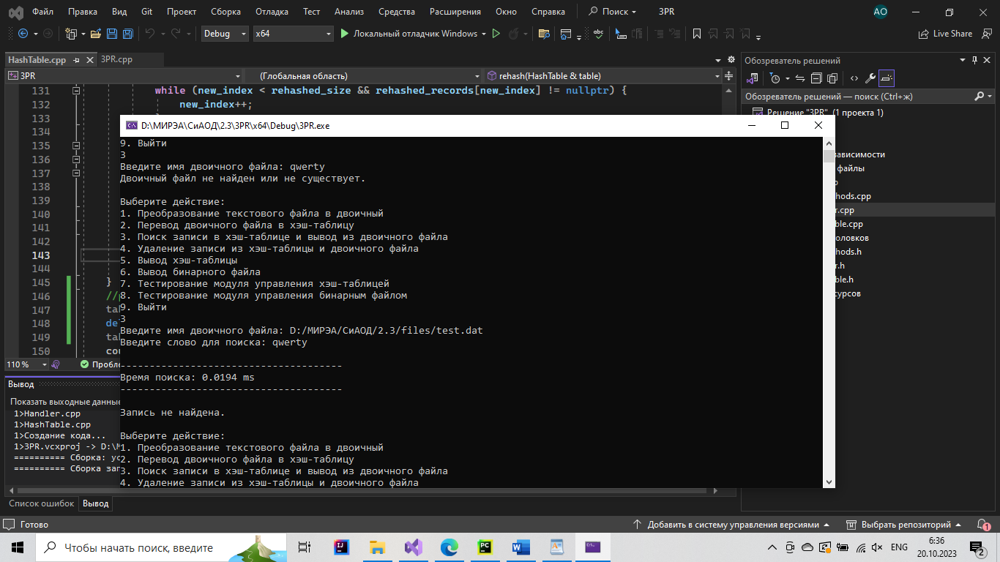 Файл Правка Вид Git Проект Сборка Отладка Тест Анализ Средства Расширения Окно Справка Поиск 3PR AO
Debug x64 Локальный отладчик Windows Live Share
HashTable.cpp 3PR.cpp
3PR (Глобальная область) rehash(HashTable & table)
131 while (new_index < rehashed_size && rehashed_records[new_index] != nullptr) {
132 new_index++;
133
134
135
136
137
138
139
140
141
142
143
144
145 }
146 //
147 tab
148 de
149 tab
150 cou
110 % Пробле
Обозреватель решений
Обозреватель решений — поиск (Ctrl+ж)
Решение "3PR" (1 проекта 1)
зависимости
файлы
hods.cpp
r.cpp
ble.cpp
оловков
hods.h
r.h
ble.h
сурсов
D:\МИРЭА\СиАОД\2.3\3PR\x64\Debug\3PR.exe
9. Выйти
3
Введите имя двоичного файла: qwerty
Двоичный файл не найден или не существует.
Выберите действие:
1. Преобразование текстового файла в двоичный
2. Перевод двоичного файла в хэш-таблицу
3. Поиск записи в хэш-таблице и вывод из двоичного файла
4. Удаление записи из хэш-таблицы и двоичного файла
5. Вывод хэш-таблицы
6. Вывод бинарного файла
7. Тестирование модуля управления хэш-таблицей
8. Тестирование модуля управления бинарным файлом
9. Выйти
3
Введите имя двоичного файла: D:/МИРЭА/СиАОД/2.3/files/test.dat
Введите слово для поиска: qwerty
--------------------------------------
Время поиска: 0.0194 ms
--------------------------------------
Запись не найдена.
Выберите действие:
1. Преобразование текстового файла в двоичный
2. Перевод двоичного файла в хэш-таблицу
3. Поиск записи в хэш-таблице и вывод из двоичного файла
4. Удаление записи из хэш-таблицы и двоичного файла
Вывод
Показать выходные данные
1>Handler.cpp
1>HashTable.cpp
1>Создание кода...
1>3PR.vcxproj -> D:\М
========== Сборка: ус
========== Сборка зап
Список ошибок Вывод
Готово Добавить в систему управления версиями Выбрать репозиторий 1
Чтобы начать поиск, введите ENG 6:36
20.10.2023 2